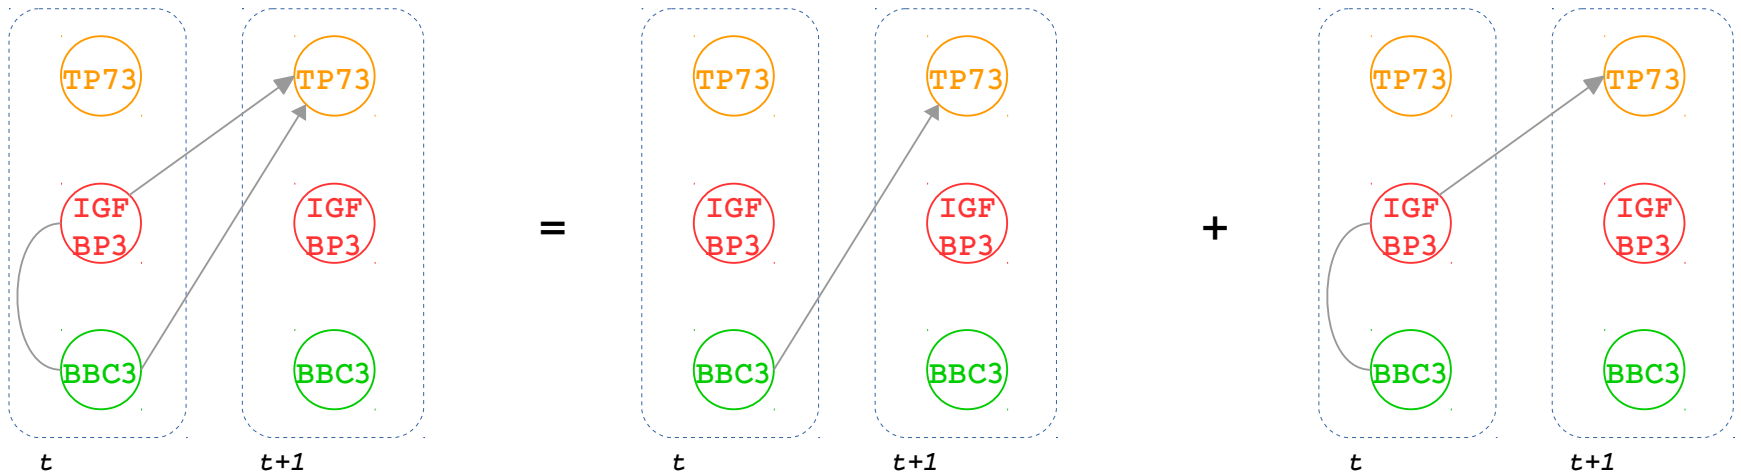 TP73 TP73 TP73 TP73 TP73 TP73
IGF IGF IGF IGF IGF IGF
= +
BP3 BP3 BP3 BP3 BP3 BP3
BBC3 BBC3 BBC3 BBC3 BBC3 BBC3
t t+1 t t+1 t t+1